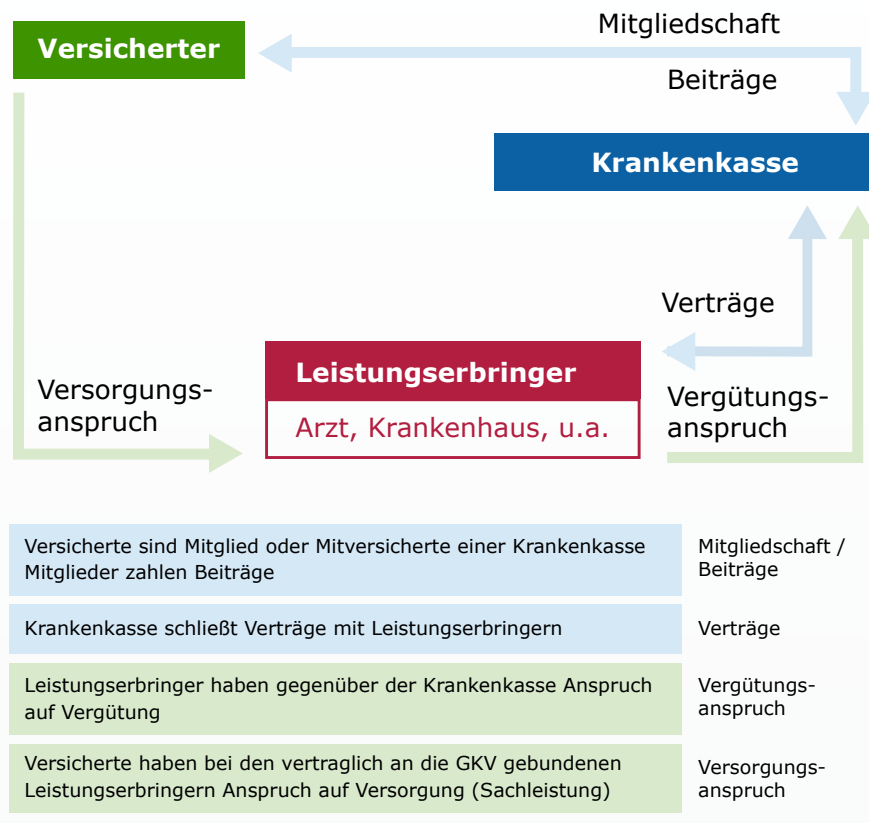 Versicherter
Mitgliedschaft
Beiträge
Krankenkasse
Verträge
Leistungserbringer
Arzt, Krankenhaus, u.a.
Versorgungs-
anspruch
Vergütungs-
anspruch
Versicherte sind Mitglied oder Mitversicherte einer Krankenkasse
Mitglieder zahlen Beiträge
Mitgliedschaft /
Beiträge
Krankenkasse schließt Verträge mit Leistungserbringern
Verträge
Leistungserbringer haben gegenüber der Krankenkasse Anspruch
auf Vergütung
Vergütungs-
anspruch
Versicherte haben bei den vertraglich an die GKV gebundenen
Leistungserbringern Anspruch auf Versorgung (Sachleistung)
Versorgungs-
anspruch